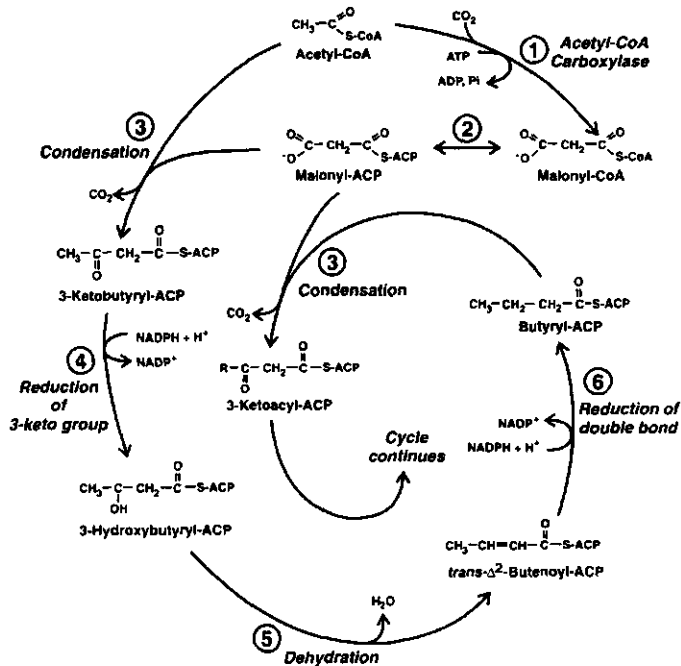 CH₃-C
O
S-CoA
Acetyl-CoA
CO₂
ATP
ADP, Pi
1
Acetyl-CoA
Carboxylase
3
Condensation
CO₂
O
⁻O
C-CH₂-C
O
S-ACP
Malonyl-ACP
2
O
⁻O
C-CH₂-C
O
S-CoA
Malonyl-CoA
CH₃-C-CH₂-C-S-ACP
O
O
3-Ketobutyryl-ACP
3
Condensation
CO₂
O
CH₃-CH₂-CH₂-C-S-ACP
Butyryl-ACP
4
NADPH + H⁺
NADP⁺
Reduction
of
3-keto group
O
R-C-CH₂-C-S-ACP
O
3-Ketoacyl-ACP
6
Reduction of
double bond
NADP⁺
NADPH + H⁺
Cycle
continues
O
CH₃-CH-CH₂-C-S-ACP
OH
3-Hydroxybutyryl-ACP
O
CH₃-CH=CH-C-S-ACP
trans-Δ²-Butenoyl-ACP
H₂O
5
Dehydration